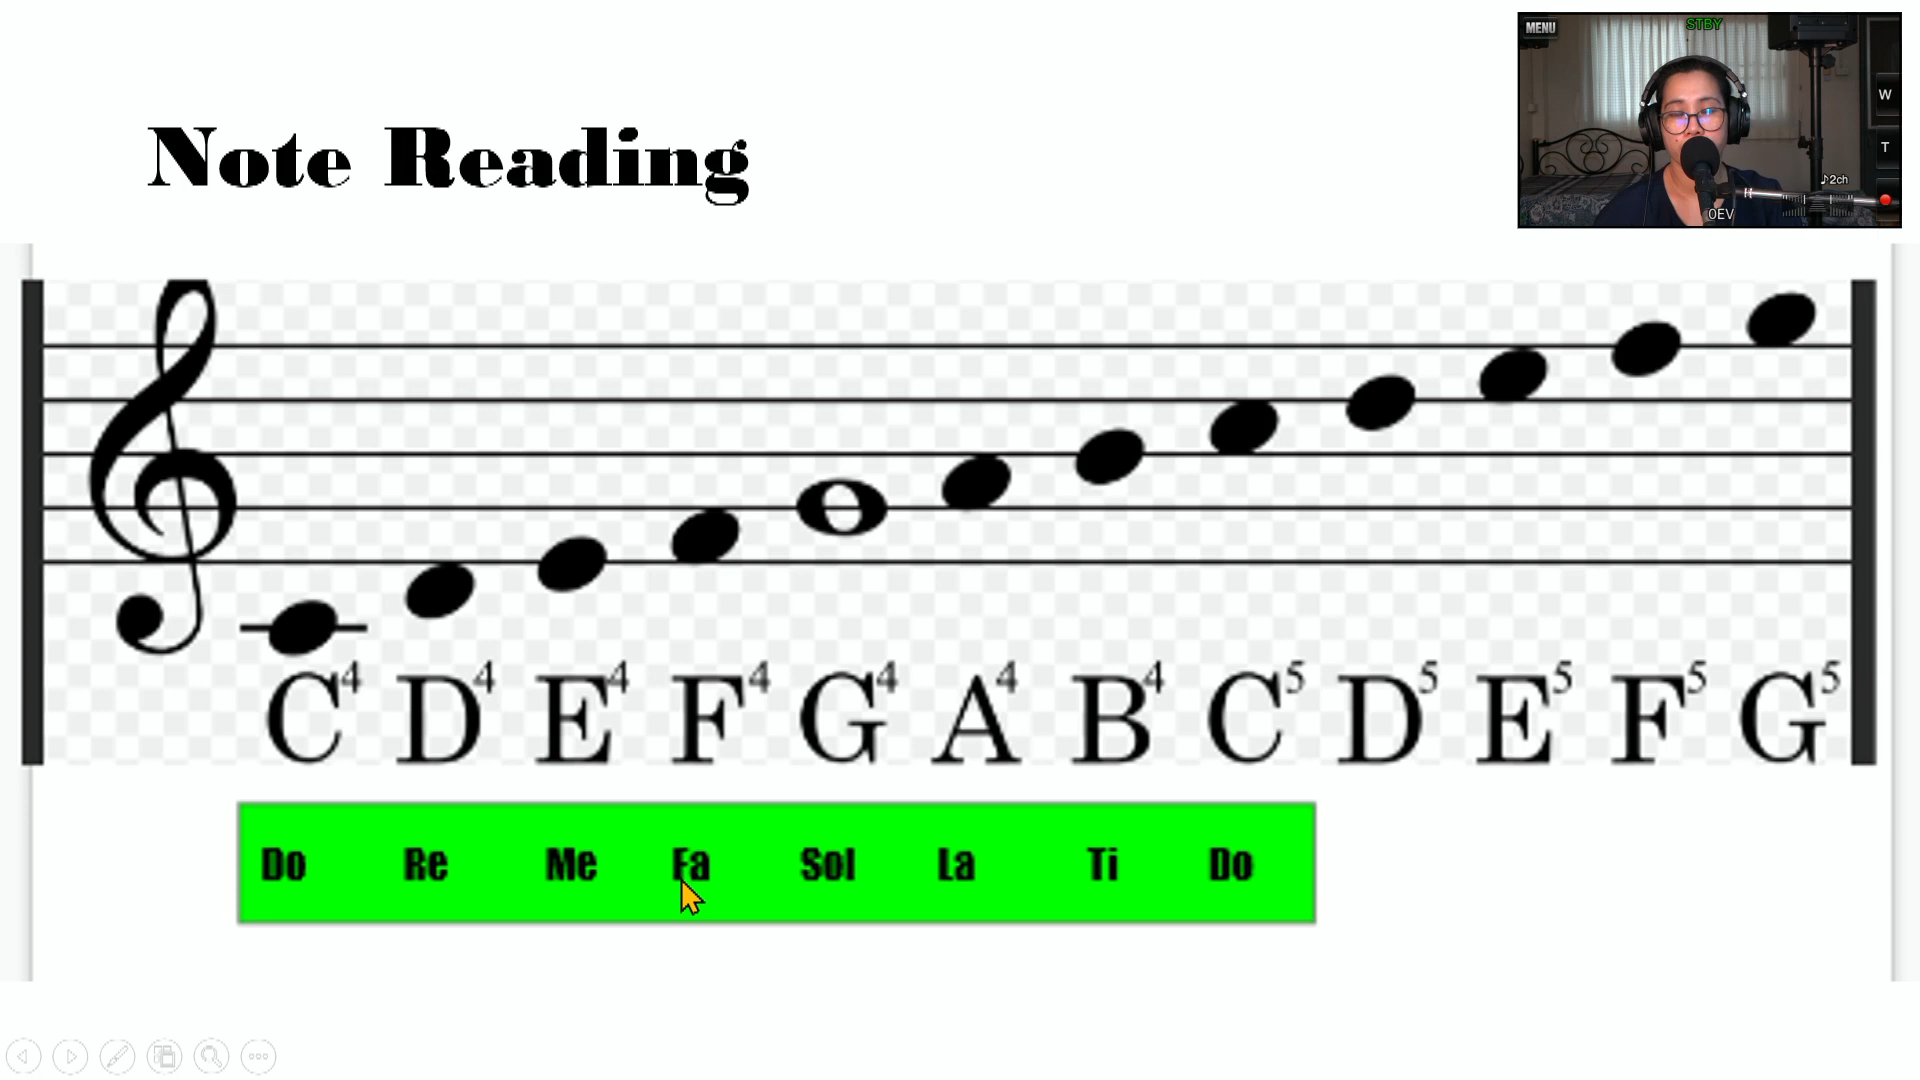 MENU
STBY
W
T
♪2ch
0EV
Note Reading
C4 D4 E4 F4 G4 A4 B4 C5 D5 E5 F5 G5
Do Re Me Fa Sol La Ti Do